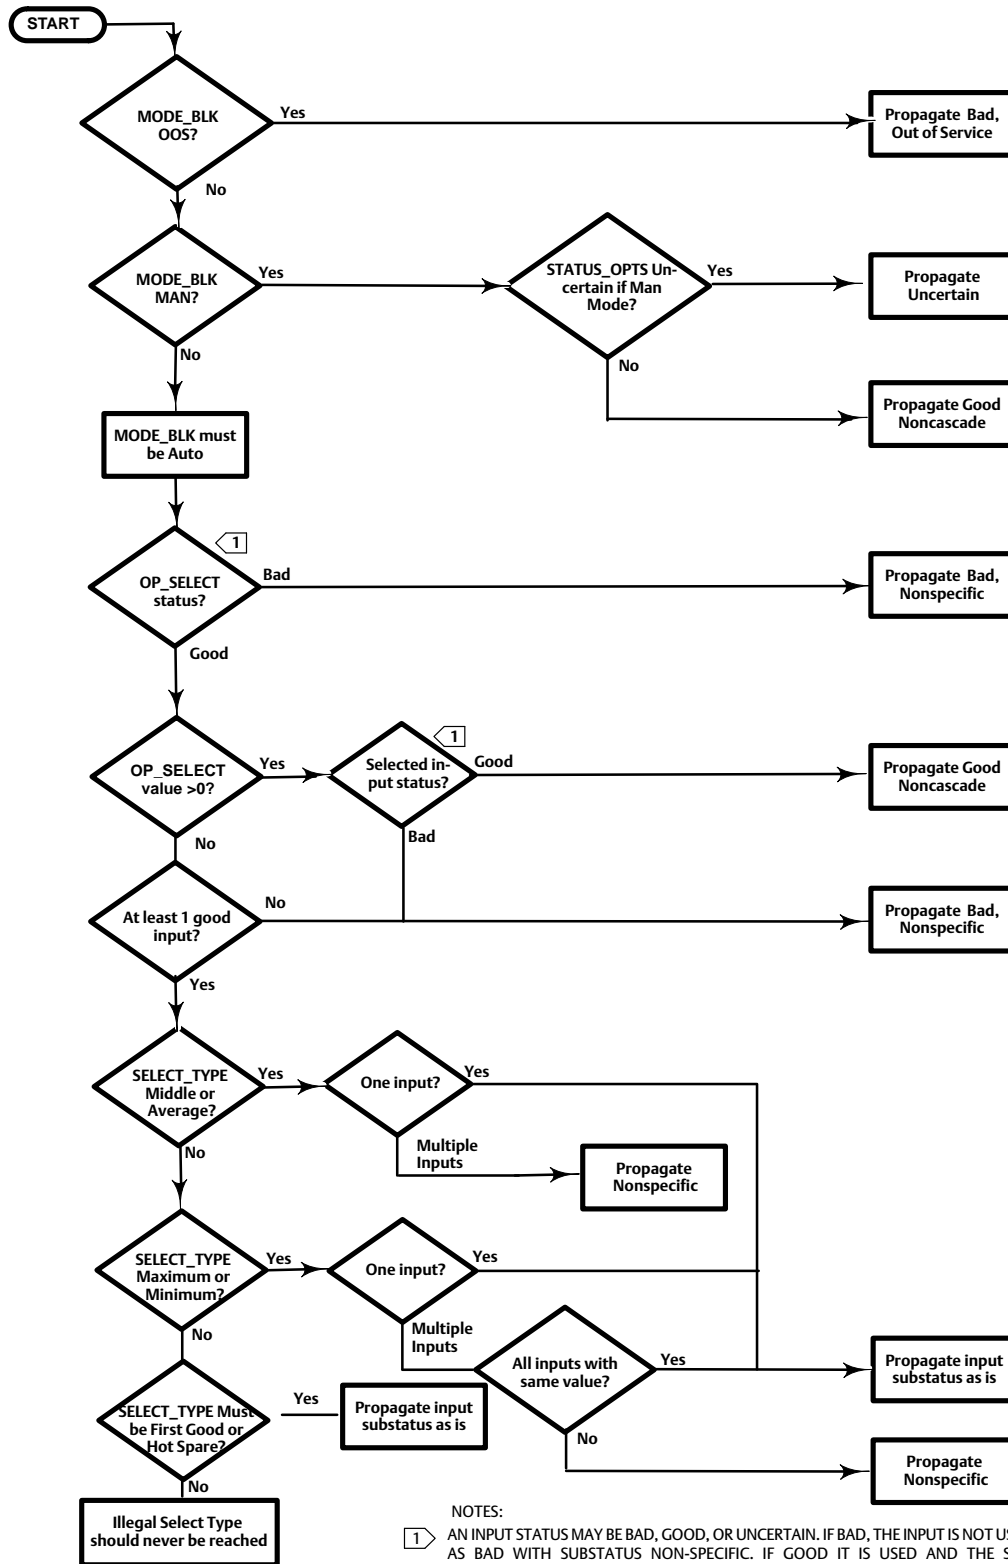 START
MODE_BLK
OOS?
Yes
Propagate Bad,
Out of Service
No
MODE_BLK
MAN?
Yes
STATUS_OPTS Un-
certain if Man
Mode?
Yes
Propagate
Uncertain
No
No
Propagate Good
Noncascade
MODE_BLK must
be Auto
1
OP_SELECT
status?
Bad
Propagate Bad,
Nonspecific
Good
OP_SELECT
value >0?
Yes
1
Selected in-
put status?
Good
Propagate Good
Noncascade
Bad
No
At least 1 good
input?
No
Propagate Bad,
Nonspecific
Yes
SELECT_TYPE
Middle or
Average?
Yes
One input?
Yes
Multiple
Inputs
Propagate
Nonspecific
No
SELECT_TYPE
Maximum or
Minimum?
Yes
One input?
Yes
Multiple
Inputs
All inputs with
same value?
Yes
Propagate input
substatus as is
No
No
Propagate
Nonspecific
SELECT_TYPE Must
be First Good or
Hot Spare?
Yes
Propagate input
substatus as is
No
Illegal Select Type
should never be reached
NOTES:
1 AN INPUT STATUS MAY BE BAD, GOOD, OR UNCERTAIN. IF BAD, THE INPUT IS NOT
AS BAD WITH SUBSTATUS NON-SPECIFIC. IF GOOD IT IS USED AND THE